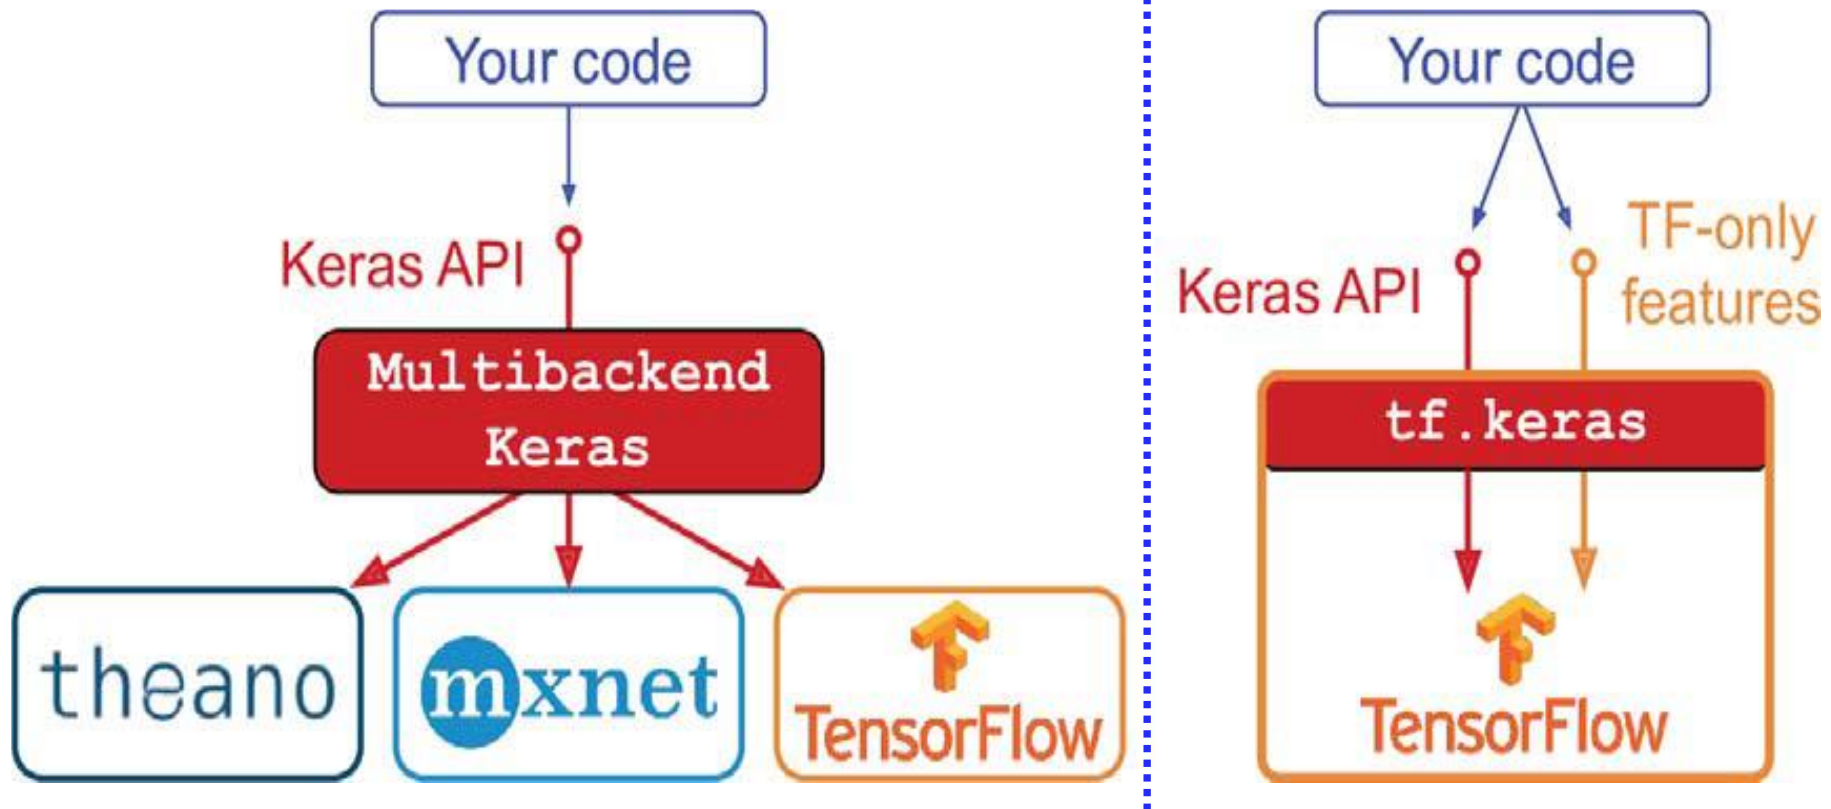 Your code
Keras API
Multibackend
Keras
theano
mxnet
TensorFlow
Your code
Keras API
TF-only
features
tf.keras
TensorFlow